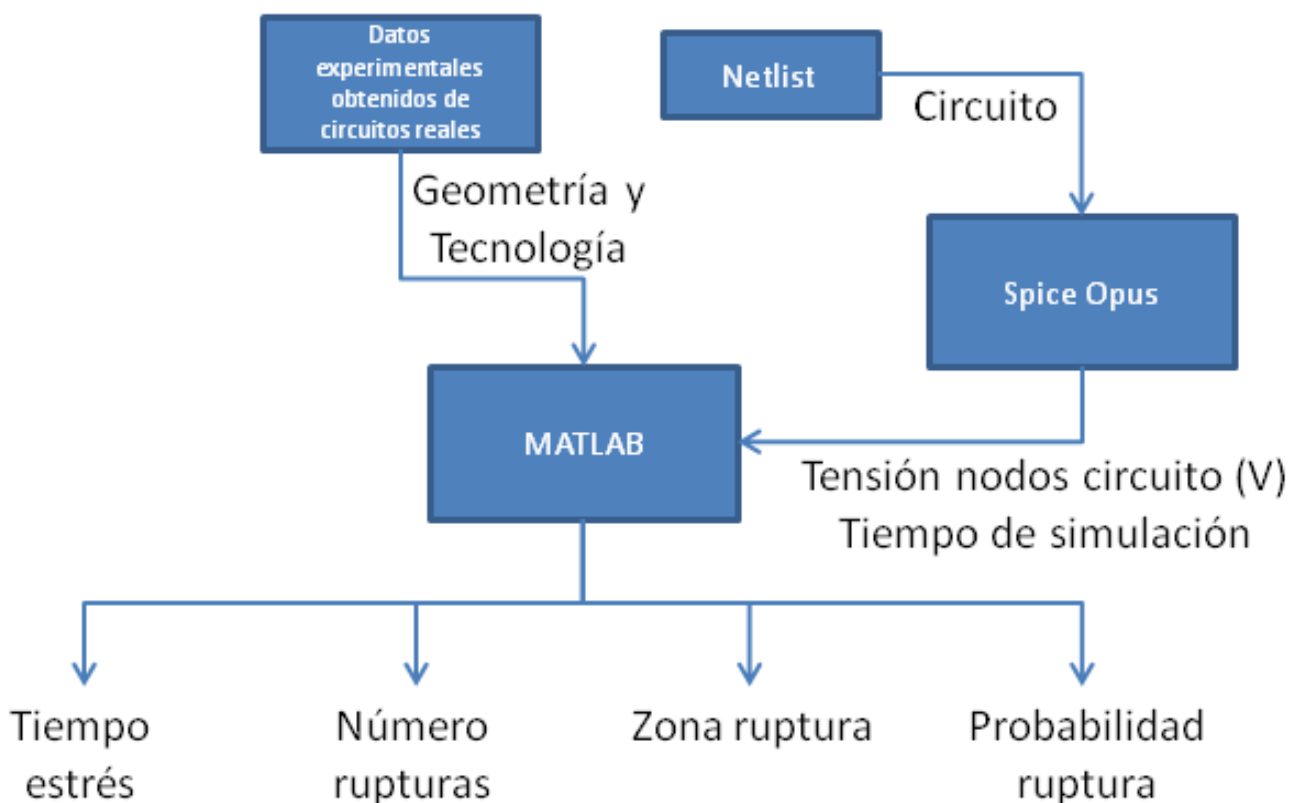 Datos
experimentales
obtenidos de
circuitos reales
Netlist
Circuito
Geometría y
Tecnología
Spice Opus
MATLAB
Tensión nodos circuito (V)
Tiempo de simulación
Tiempo
estrés
Número
rupturas
Zona ruptura
Probabilidad
ruptura